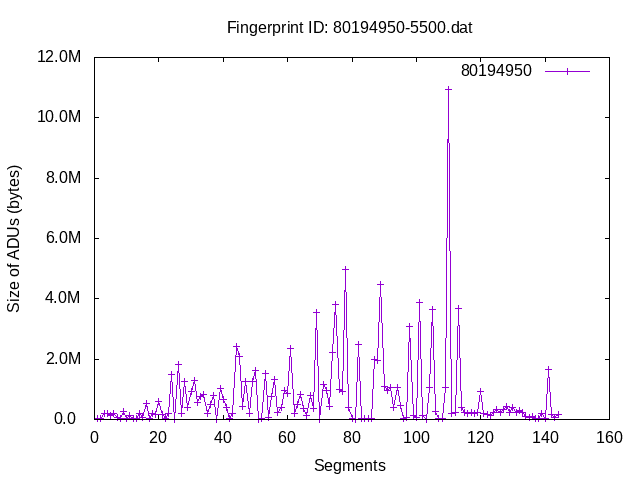 Fingerprint ID: 80194950-5500.dat
12.0M
80194950
10.0M
8.0M
6.0M
4.0M
2.0M
0.0
Size of ADUs (bytes)
0 20 40 60 80 100 120 140 160
Segments